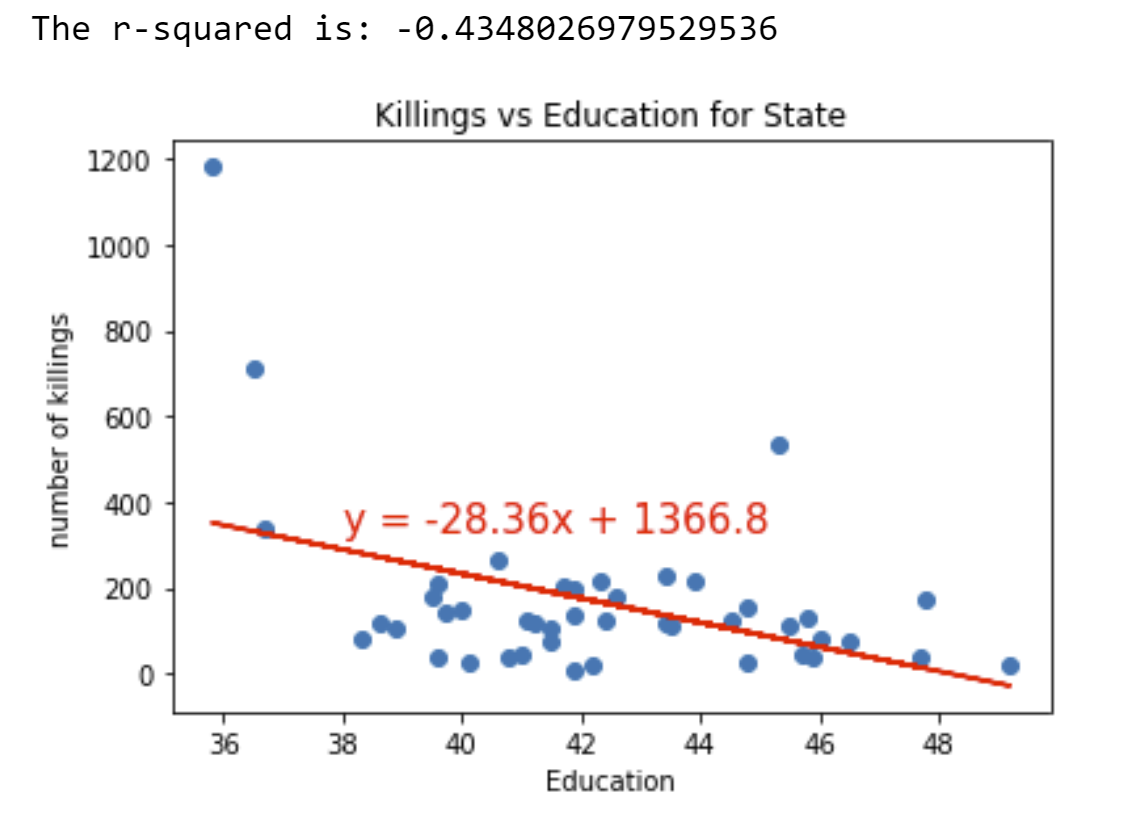 The r-squared is: -0.4348026979529536
Killings vs Education for State
1200
1000
800
600
400
200
0
number of killings
y = -28.36x + 1366.8
36 38 40 42 44 46 48
Education